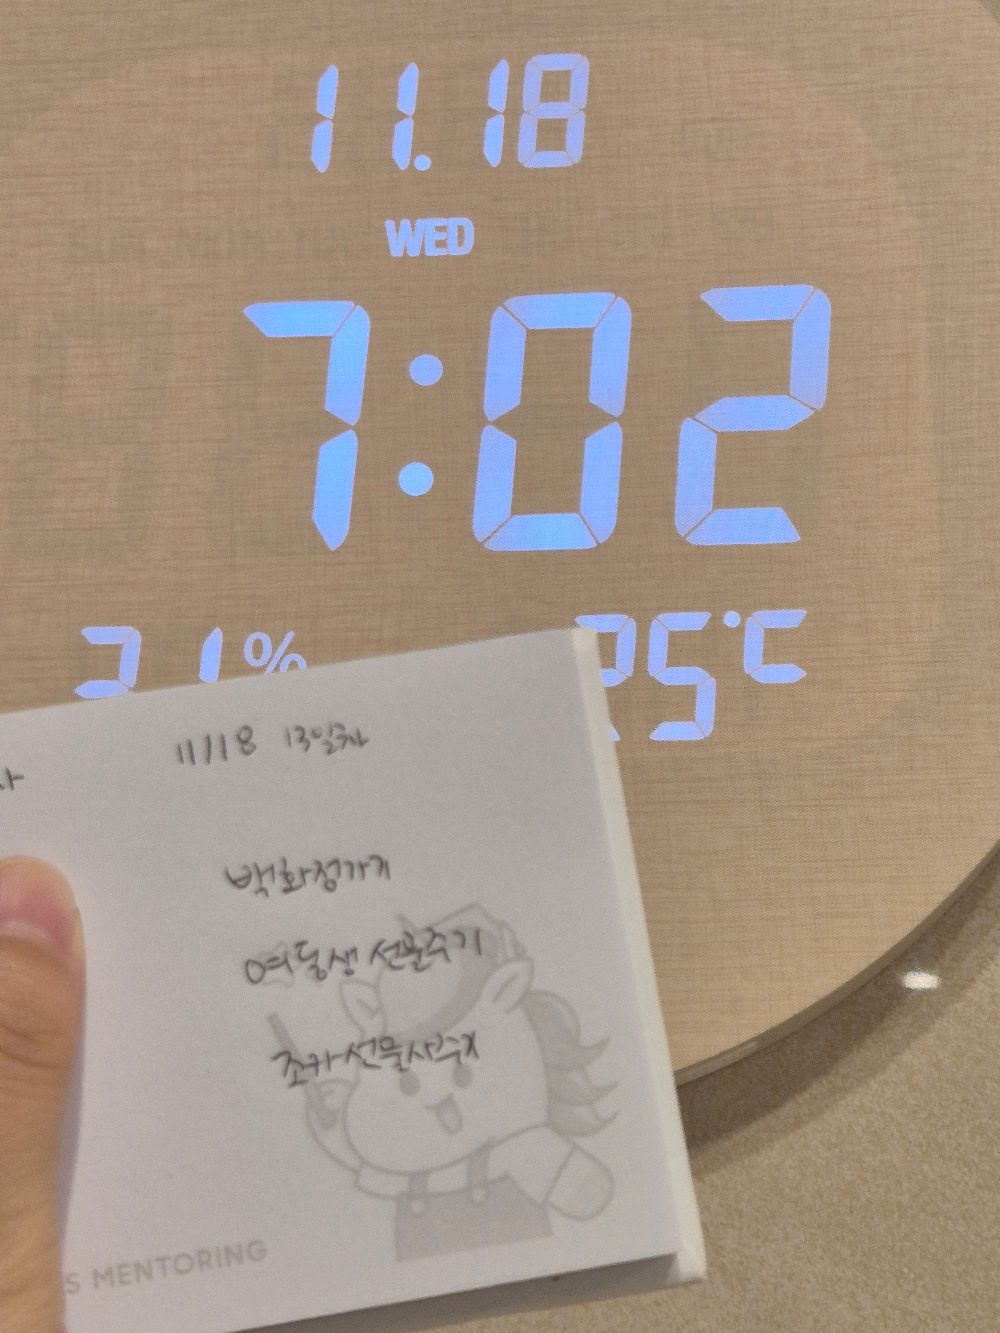 11.18
WED
7:02
21% 25°C
11/18 13일차
백화점가기
여동생 선물주기
조카선물사주기
S MENTORING